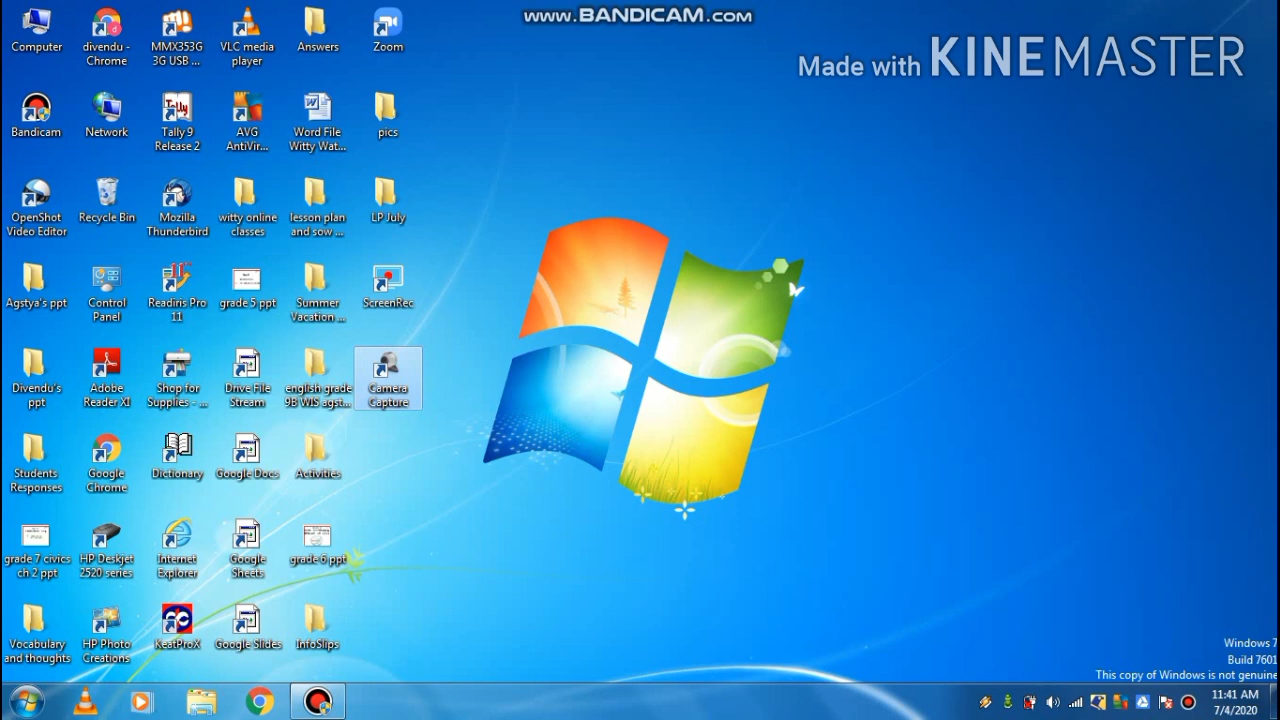 www.BANDICAM.com
Made with KINEMASTER
Computer
divendu -
Chrome
MMX353G
3G USB ...
VLC media
player
Answers
Zoom
Bandicam
Network
Tally 9
Release 2
AVG
AntiVir...
Word File
Witty Wat...
pics
OpenShot
Video Editor
Recycle Bin
Mozilla
Thunderbird
witty online
classes
lesson plan
and sow ...
LP July
Agstya's ppt
Control
Panel
Readiris Pro
11
grade 5 ppt
Summer
Vacation ...
ScreenRec
Divendu's
ppt
Adobe
Reader XI
Shop for
Supplies - ...
Drive File
Stream
english grade
9B WIS agst...
Camera
Capture
Students
Responses
Google
Chrome
Dictionary
Google Docs
Activities
grade 7 civics
ch 2 ppt
HP Deskjet
2520 series
Internet
Explorer
Google
Sheets
grade 6 ppt
Vocabulary
and thoughts
HP Photo
Creations
KeatProX
Google Slides
InfoSlips
Windows 7
Build 7601
This copy of Windows is not genuine
11:41 AM
7/4/2020